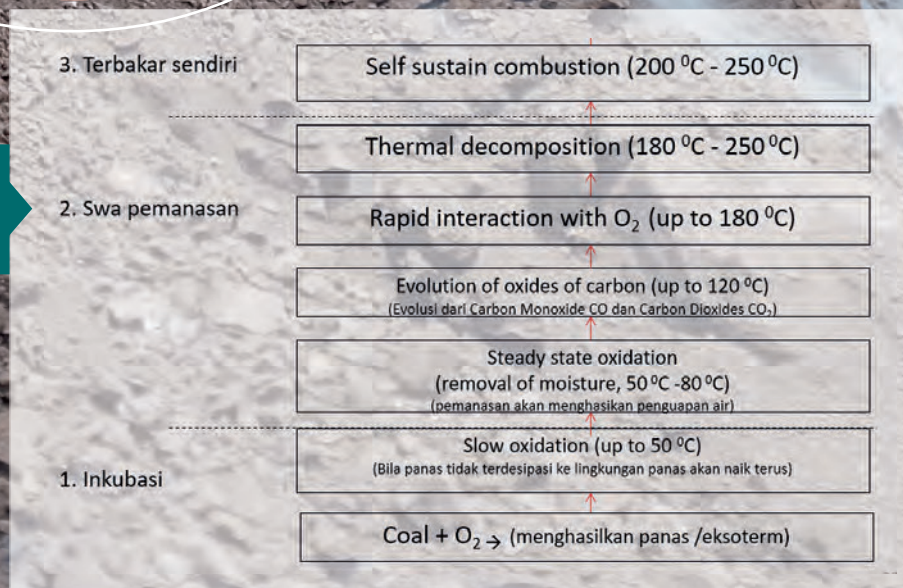 3. Terbakar sendiri
Self sustain combustion (200 ⁰C - 250 ⁰C)
Thermal decomposition (180 ⁰C - 250 ⁰C)
2. Swa pemanasan
Rapid interaction with O₂ (up to 180 ⁰C)
Evolution of oxides of carbon (up to 120 ⁰C)
(Evolusi dari Carbon Monoxide CO dan Carbon Dioxides CO₂)
Steady state oxidation
(removal of moisture, 50 ⁰C -80 ⁰C)
(pemanasan akan menghasikan penguapan air)
Slow oxidation (up to 50 ⁰C)
(Bila panas tidak terdesipasi ke lingkungan panas akan naik terus)
1. Inkubasi
Coal + O₂ → (menghasilkan panas /eksoterm)